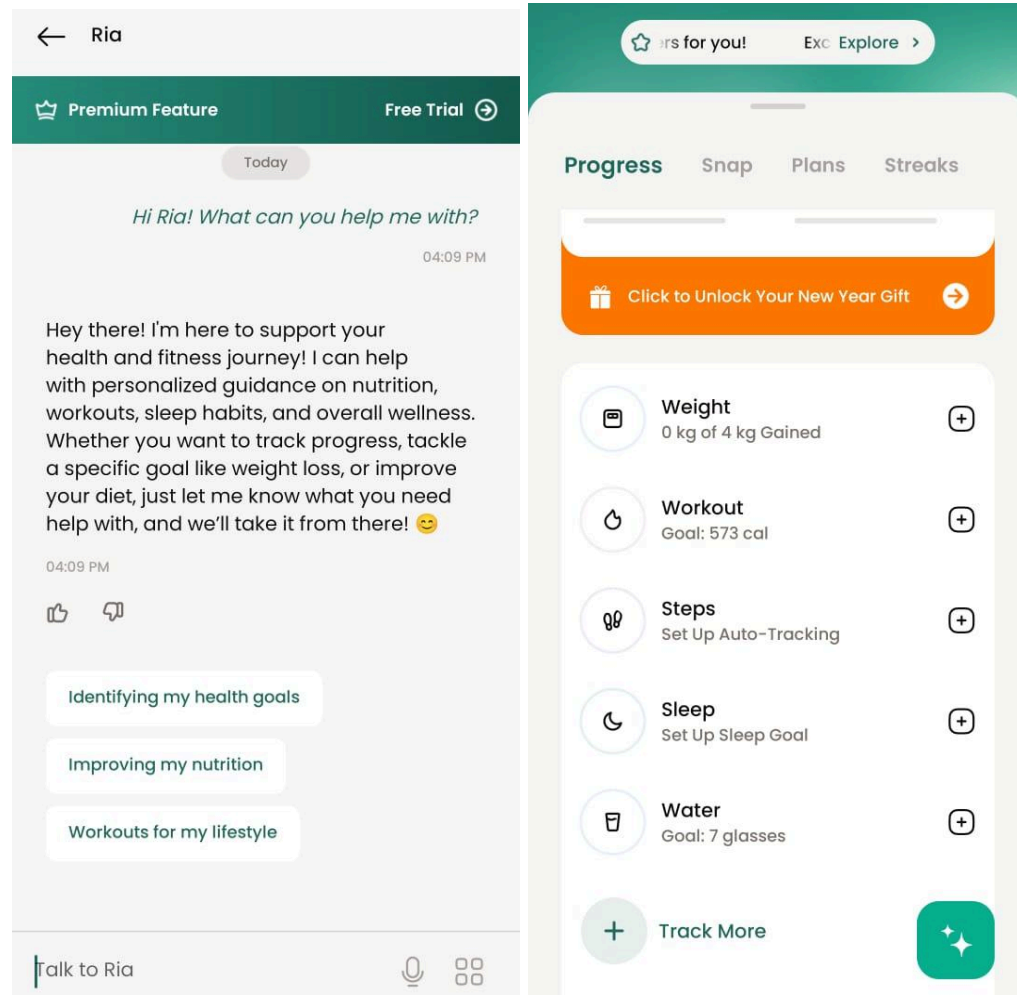 Ria
Premium Feature
Free Trial
Today
Hi Ria! What can you help me with?
04:09 PM
Hey there! I'm here to support your
health and fitness journey! I can help
with personalized guidance on nutrition,
workouts, sleep habits, and overall wellness.
Whether you want to track progress, tackle
a specific goal like weight loss, or improve
your diet, just let me know what you need
help with, and we’ll take it from there! 😊
04:09 PM
Identifying my health goals
Improving my nutrition
Workouts for my lifestyle
Talk to Ria
ers for you! Exc Explore >
Progress Snap Plans Streaks
Click to Unlock Your New Year Gift
Weight
0 kg of 4 kg Gained
Workout
Goal: 573 cal
Steps
Set Up Auto-Tracking
Sleep
Set Up Sleep Goal
Water
Goal: 7 glasses
Track More